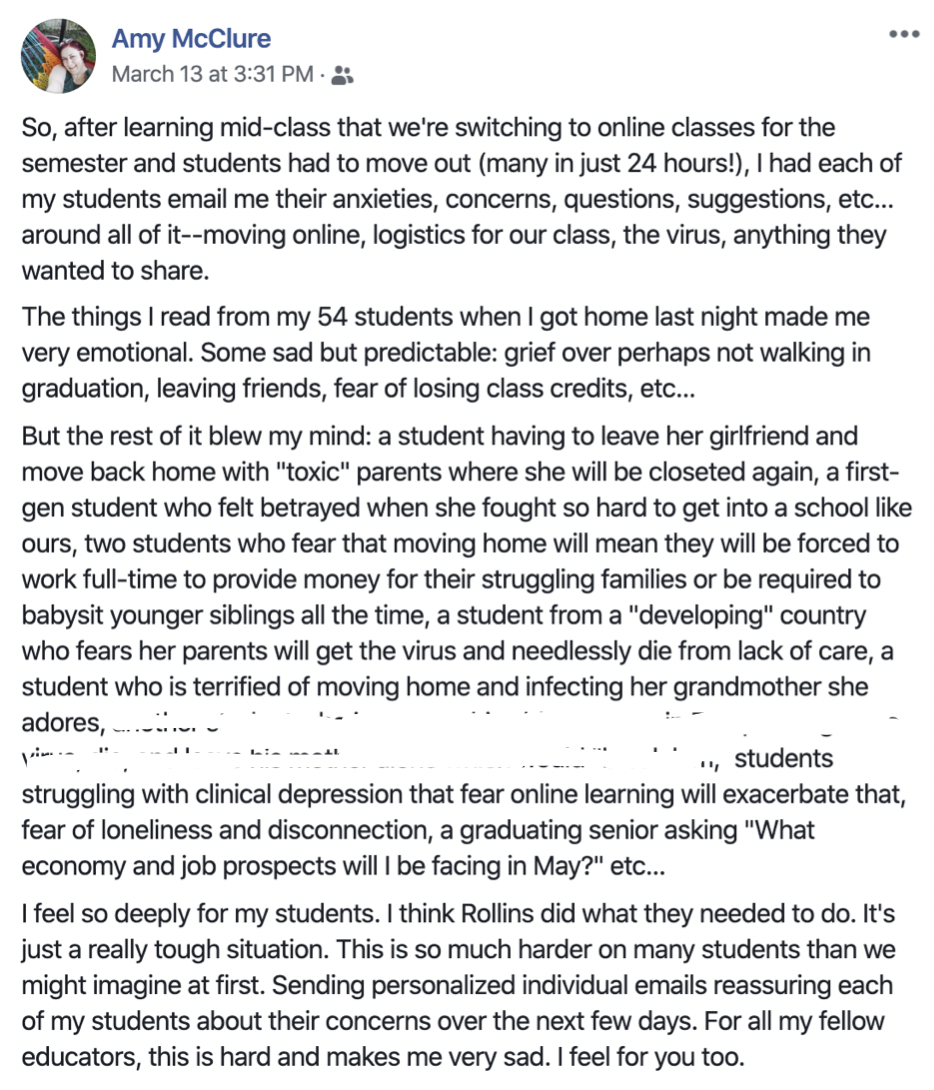 Amy McClure
March 13 at 3:31 PM ·
So, after learning mid-class that we're switching to online classes for the
semester and students had to move out (many in just 24 hours!), I had each of
my students email me their anxieties, concerns, questions, suggestions, etc...
around all of it--moving online, logistics for our class, the virus, anything they
wanted to share.
The things I read from my 54 students when I got home last night made me
very emotional. Some sad but predictable: grief over perhaps not walking in
graduation, leaving friends, fear of losing class credits, etc...
But the rest of it blew my mind: a student having to leave her girlfriend and
move back home with "toxic" parents where she will be closeted again, a first-
gen student who felt betrayed when she fought so hard to get into a school like
ours, two students who fear that moving home will mean they will be forced to
work full-time to provide money for their struggling families or be required to
babysit younger siblings all the time, a student from a "developing" country
who fears her parents will get the virus and needlessly die from lack of care, a
student who is terrified of moving home and infecting her grandmother she
adores,
students
struggling with clinical depression that fear online learning will exacerbate that,
fear of loneliness and disconnection, a graduating senior asking "What
economy and job prospects will I be facing in May?" etc...
I feel so deeply for my students. I think Rollins did what they needed to do. It's
just a really tough situation. This is so much harder on many students than we
might imagine at first. Sending personalized individual emails reassuring each
of my students about their concerns over the next few days. For all my fellow
educators, this is hard and makes me very sad. I feel for you too.